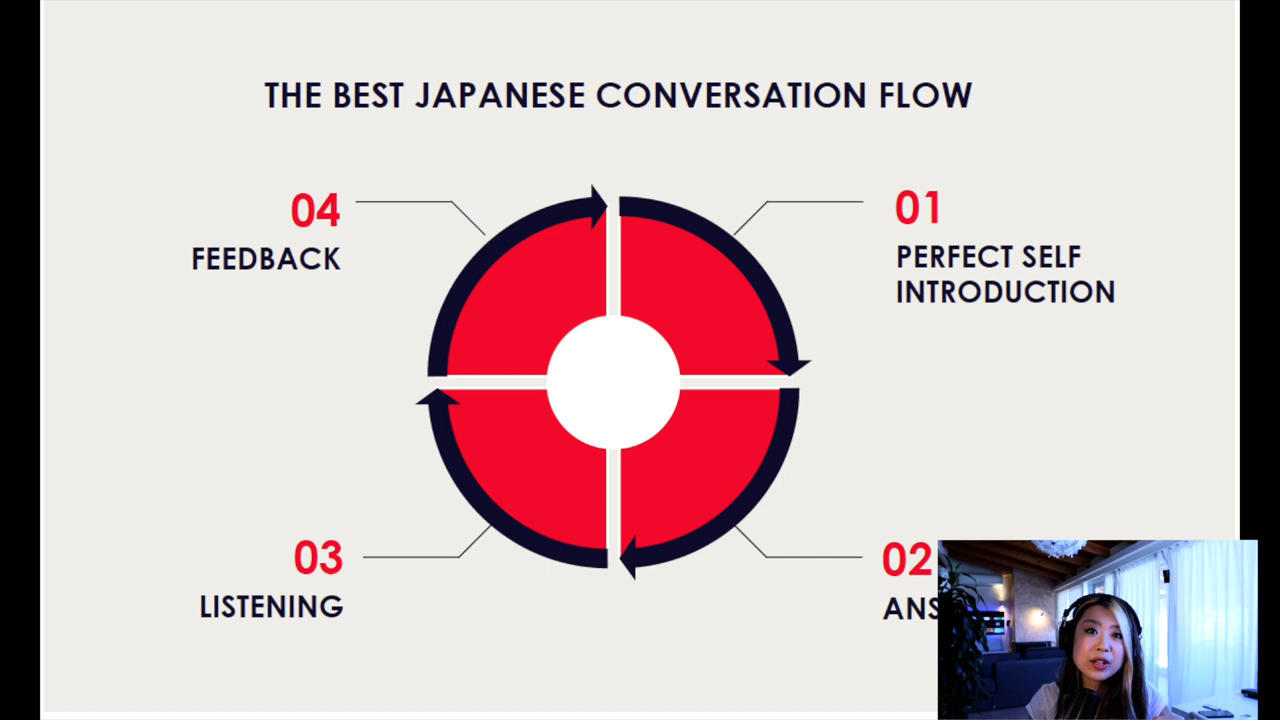 THE BEST JAPANESE CONVERSATION FLOW
01
PERFECT SELF
INTRODUCTION
02
03
LISTENING
04
FEEDBACK